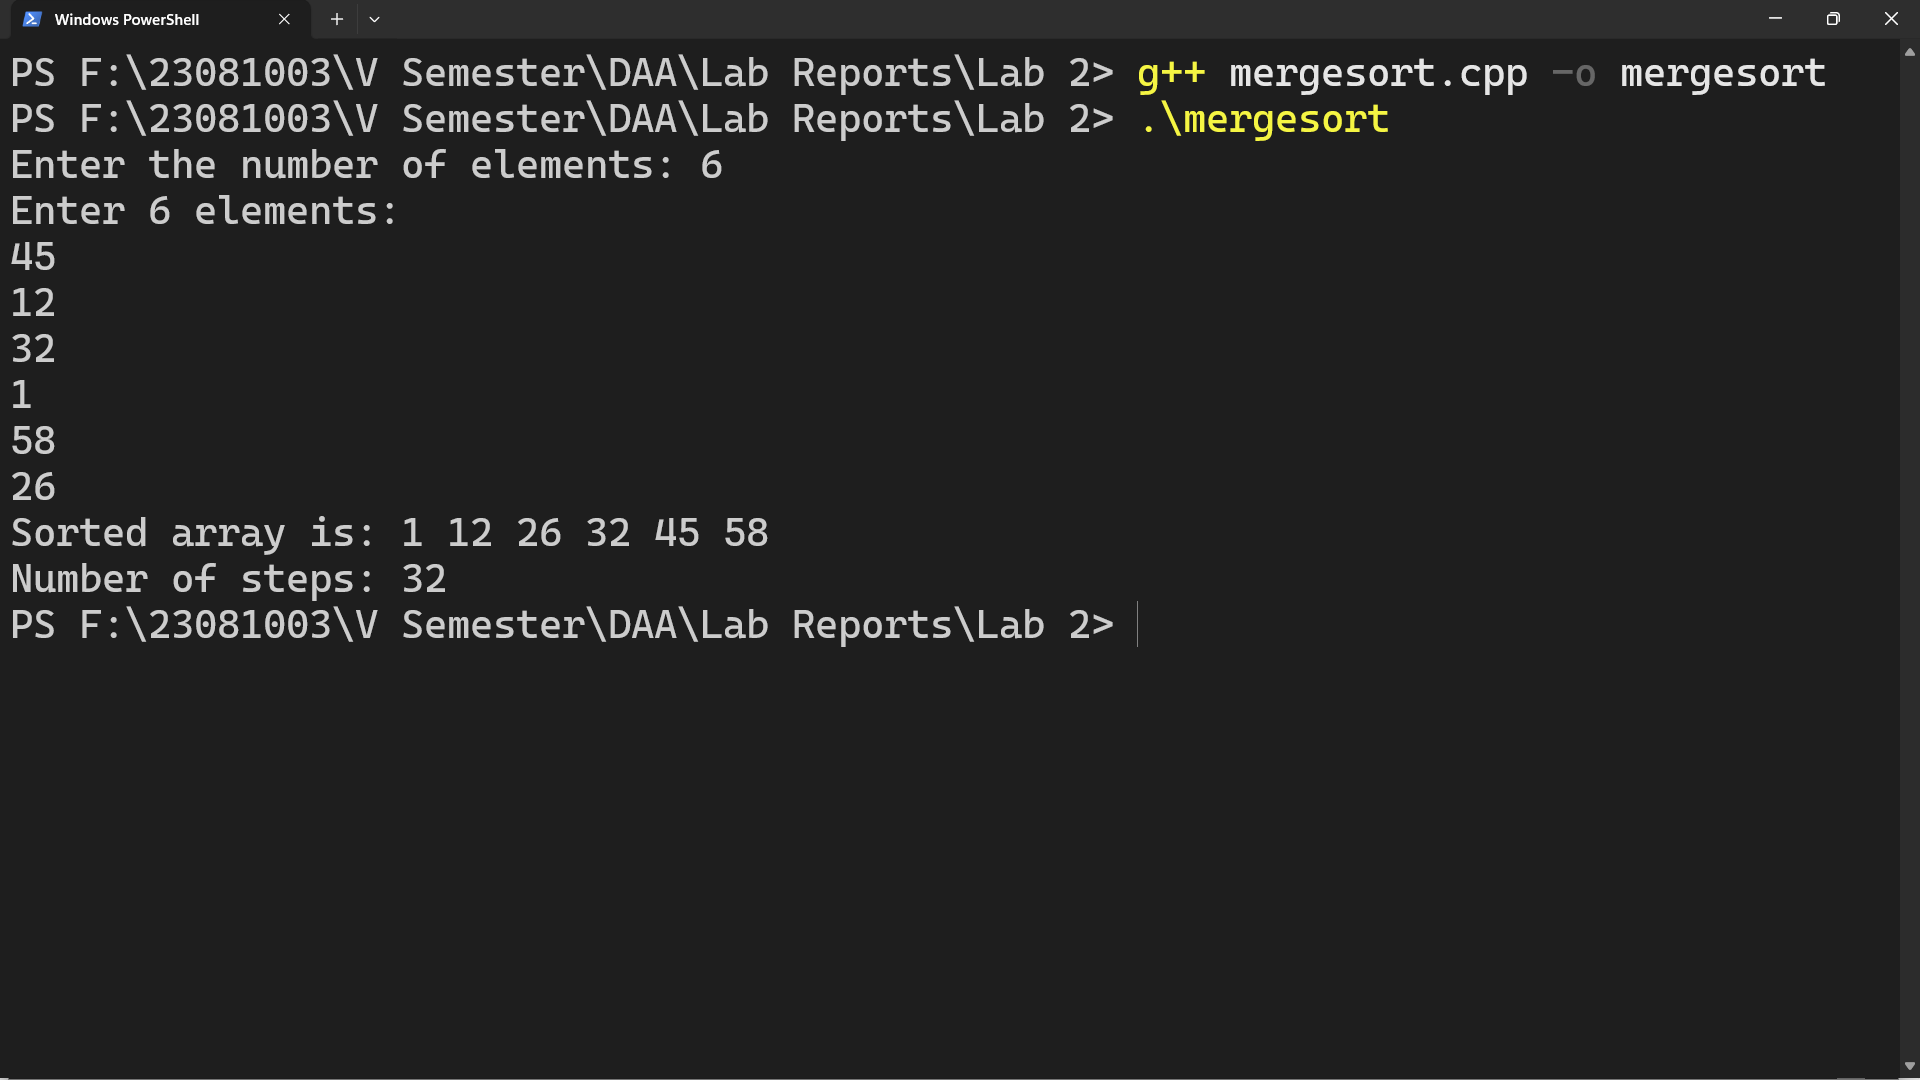 Windows PowerShell
PS F:\23081003\V Semester\DAA\Lab Reports\Lab 2> g++ mergesort.cpp -o mergesort
PS F:\23081003\V Semester\DAA\Lab Reports\Lab 2> .\mergesort
Enter the number of elements: 6
Enter 6 elements:
45
12
32
1
58
26
Sorted array is: 1 12 26 32 45 58
Number of steps: 32
PS F:\23081003\V Semester\DAA\Lab Reports\Lab 2>